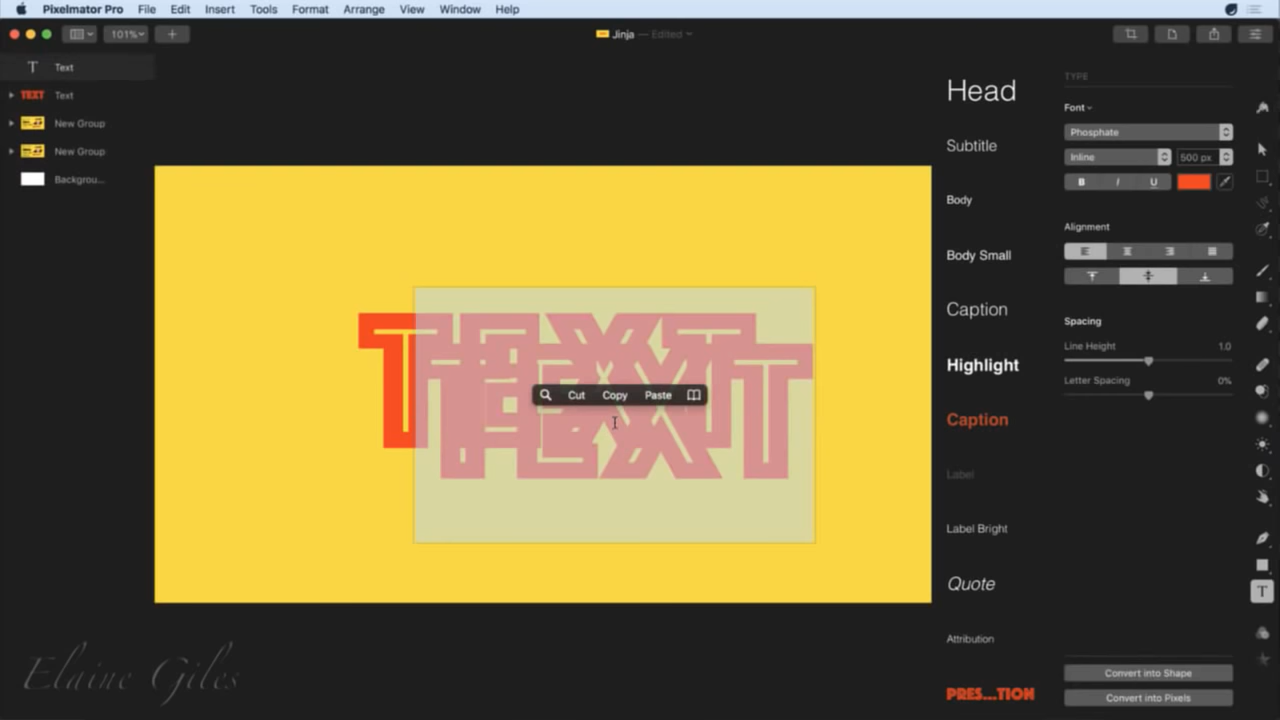 Pixelmator Pro File Edit Insert Tools Format Arrange View Window Help
101% Jinja — Edited
T Text
TEXT Text
New Group
New Group
Backgrou...
TEXT
TEXT
Cut Copy Paste
Head
Subtitle
Body
Body Small
Caption
Highlight
Caption
Label
Label Bright
Quote
Attribution
PRES...TION
TYPE
Font
Phosphate
Inline 500 px
B I U
Alignment
Spacing
Line Height 1.0
Letter Spacing 0%
Convert into Shape
Convert into Pixels
T
Elaine Giles